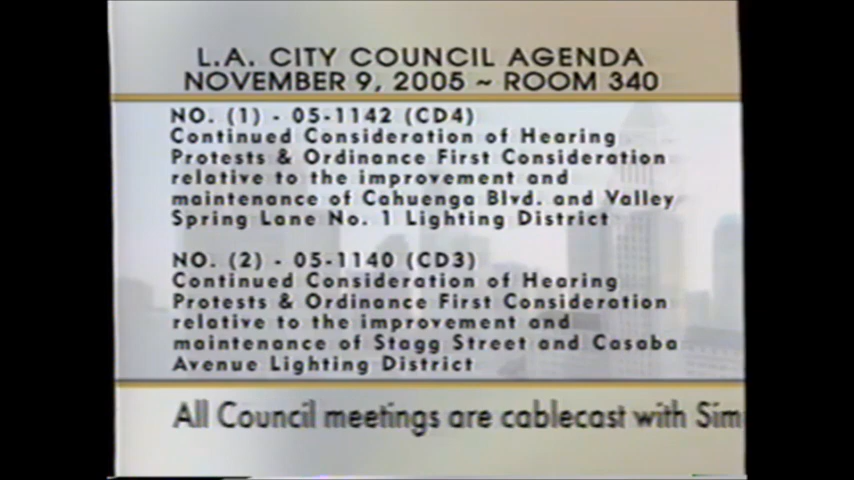 L.A. CITY COUNCIL AGENDA
NOVEMBER 9, 2005 ~ ROOM 340
NO. (1) - 05-1142 (CD4)
Continued Consideration of Hearing
Protests & Ordinance First Consideration
relative to the improvement and
maintenance of Cahuenga Blvd. and Valley
Spring Lane No. 1 Lighting District
NO. (2) - 05-1140 (CD3)
Continued Consideration of Hearing
Protests & Ordinance First Consideration
relative to the improvement and
maintenance of Stagg Street and Casaba
Avenue Lighting District
All Council meetings are cablecast with Sim